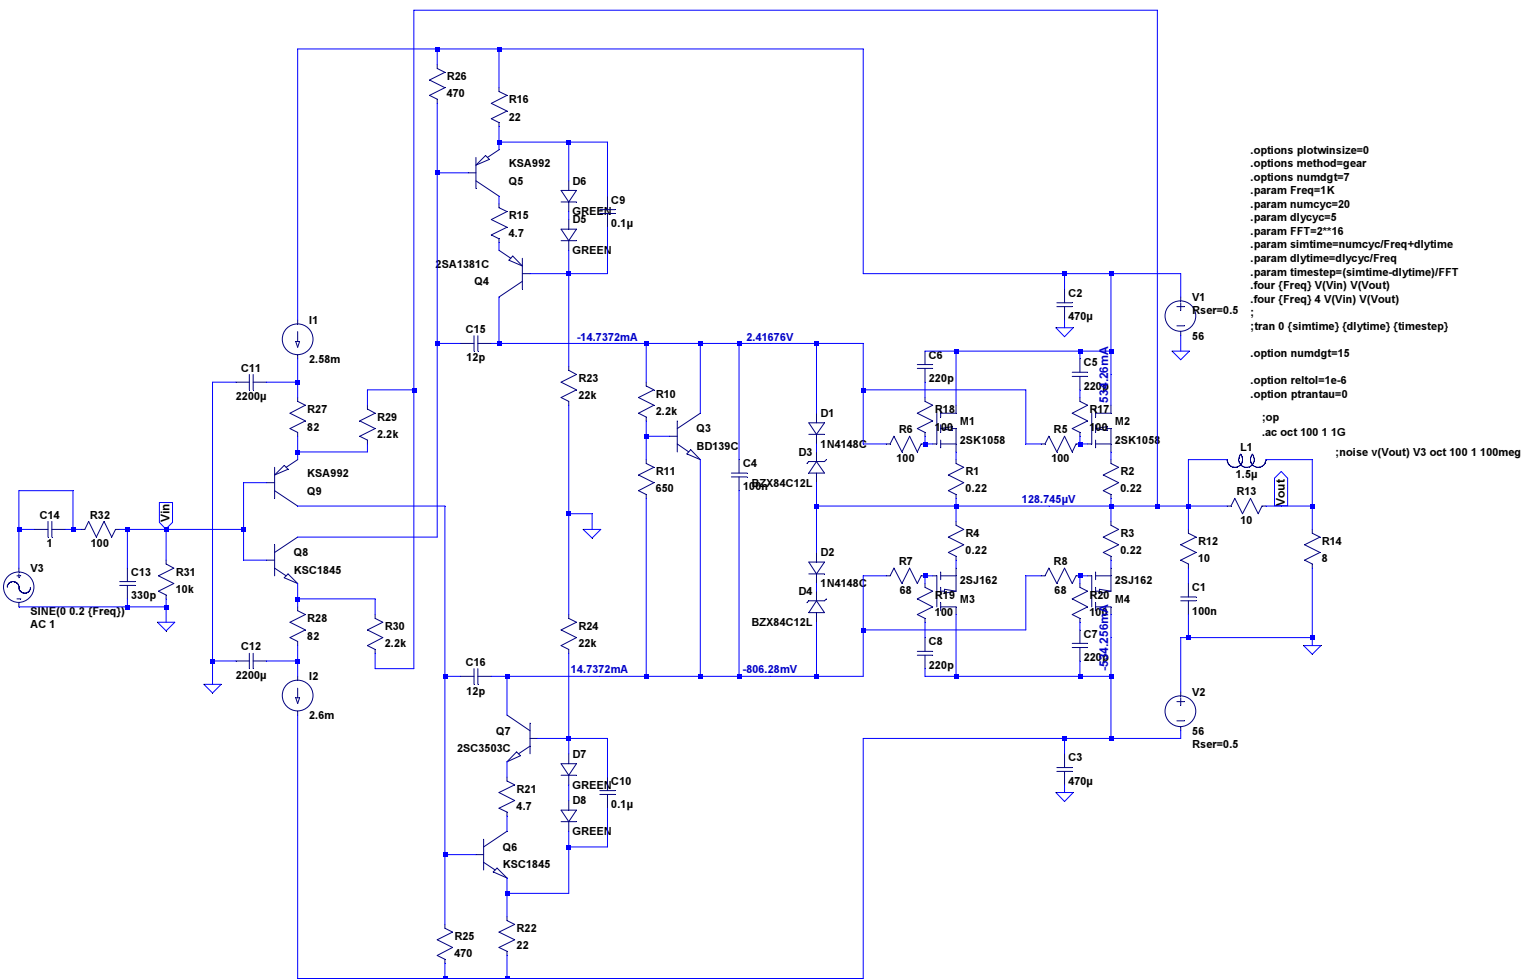 R26
470
R16
22
KSA992
Q5
D6
GREEN
C9
0.1µ
R15
4.7
D5
GREEN
2SA1381C
Q4
.options plotwinsize=0
.options method=gear
.options numdgt=7
.param Freq=1K
.param numcyc=20
.param dlycyc=5
.param FFT=2**16
.param simtime=numcyc/Freq+dlytime
.param dlytime=dlycyc/Freq
.param timestep=(simtime-dlytime)/FFT
.four {Freq} V(Vin) V(Vout)
.four {Freq} 4 V(Vin) V(Vout)
;
;tran 0 {simtime} {dlytime} {timestep}
.option numdgt=15
.option reltol=1e-6
.option ptrantau=0
;op
.ac oct 100 1 1G
;noise v(Vout) V3 oct 100 1 100meg
C2
470µ
V1
Rser=0.5
56
I1
2.58m
C15
12p
-14.7372mA
2.41676V
C11
2200µ
R27
82
R29
2.2k
R23
22k
R10
2.2k
Q3
BD139C
R11
650
C4
100n
D1
1N4148C
D3
BZX84C12L
C6
220p
R18
100
M1
2SK1058
R6
100
C5
220p
R17
100
M2
2SK1058
R5
100
R1
0.22
R2
0.22
128.745µV
L1
1.5µ
R13
10
Vout
R14
8
KSA992
Q9
C14
1
R32
100
Vin
V3
SINE(0 0.2 {Freq})
AC 1
C13
330p
R31
10k
Q8
KSC1845
R28
82
R30
2.2k
C12
2200µ
I2
2.6m
R24
22k
C16
12p
14.7372mA
-806.28mV
D2
1N4148C
D4
BZX84C12L
R4
0.22
R3
0.22
R7
68
2SJ162
M3
R19
100
C8
220p
R8
68
2SJ162
M4
R20
C7
R12
10
C1
100n
V2
56
Rser=0.5
C3
470µ
Q7
2SC3503C
D7
GREEN
C10
0.1µ
R21
4.7
D8
GREEN
Q6
KSC1845
R25
470
R22
22